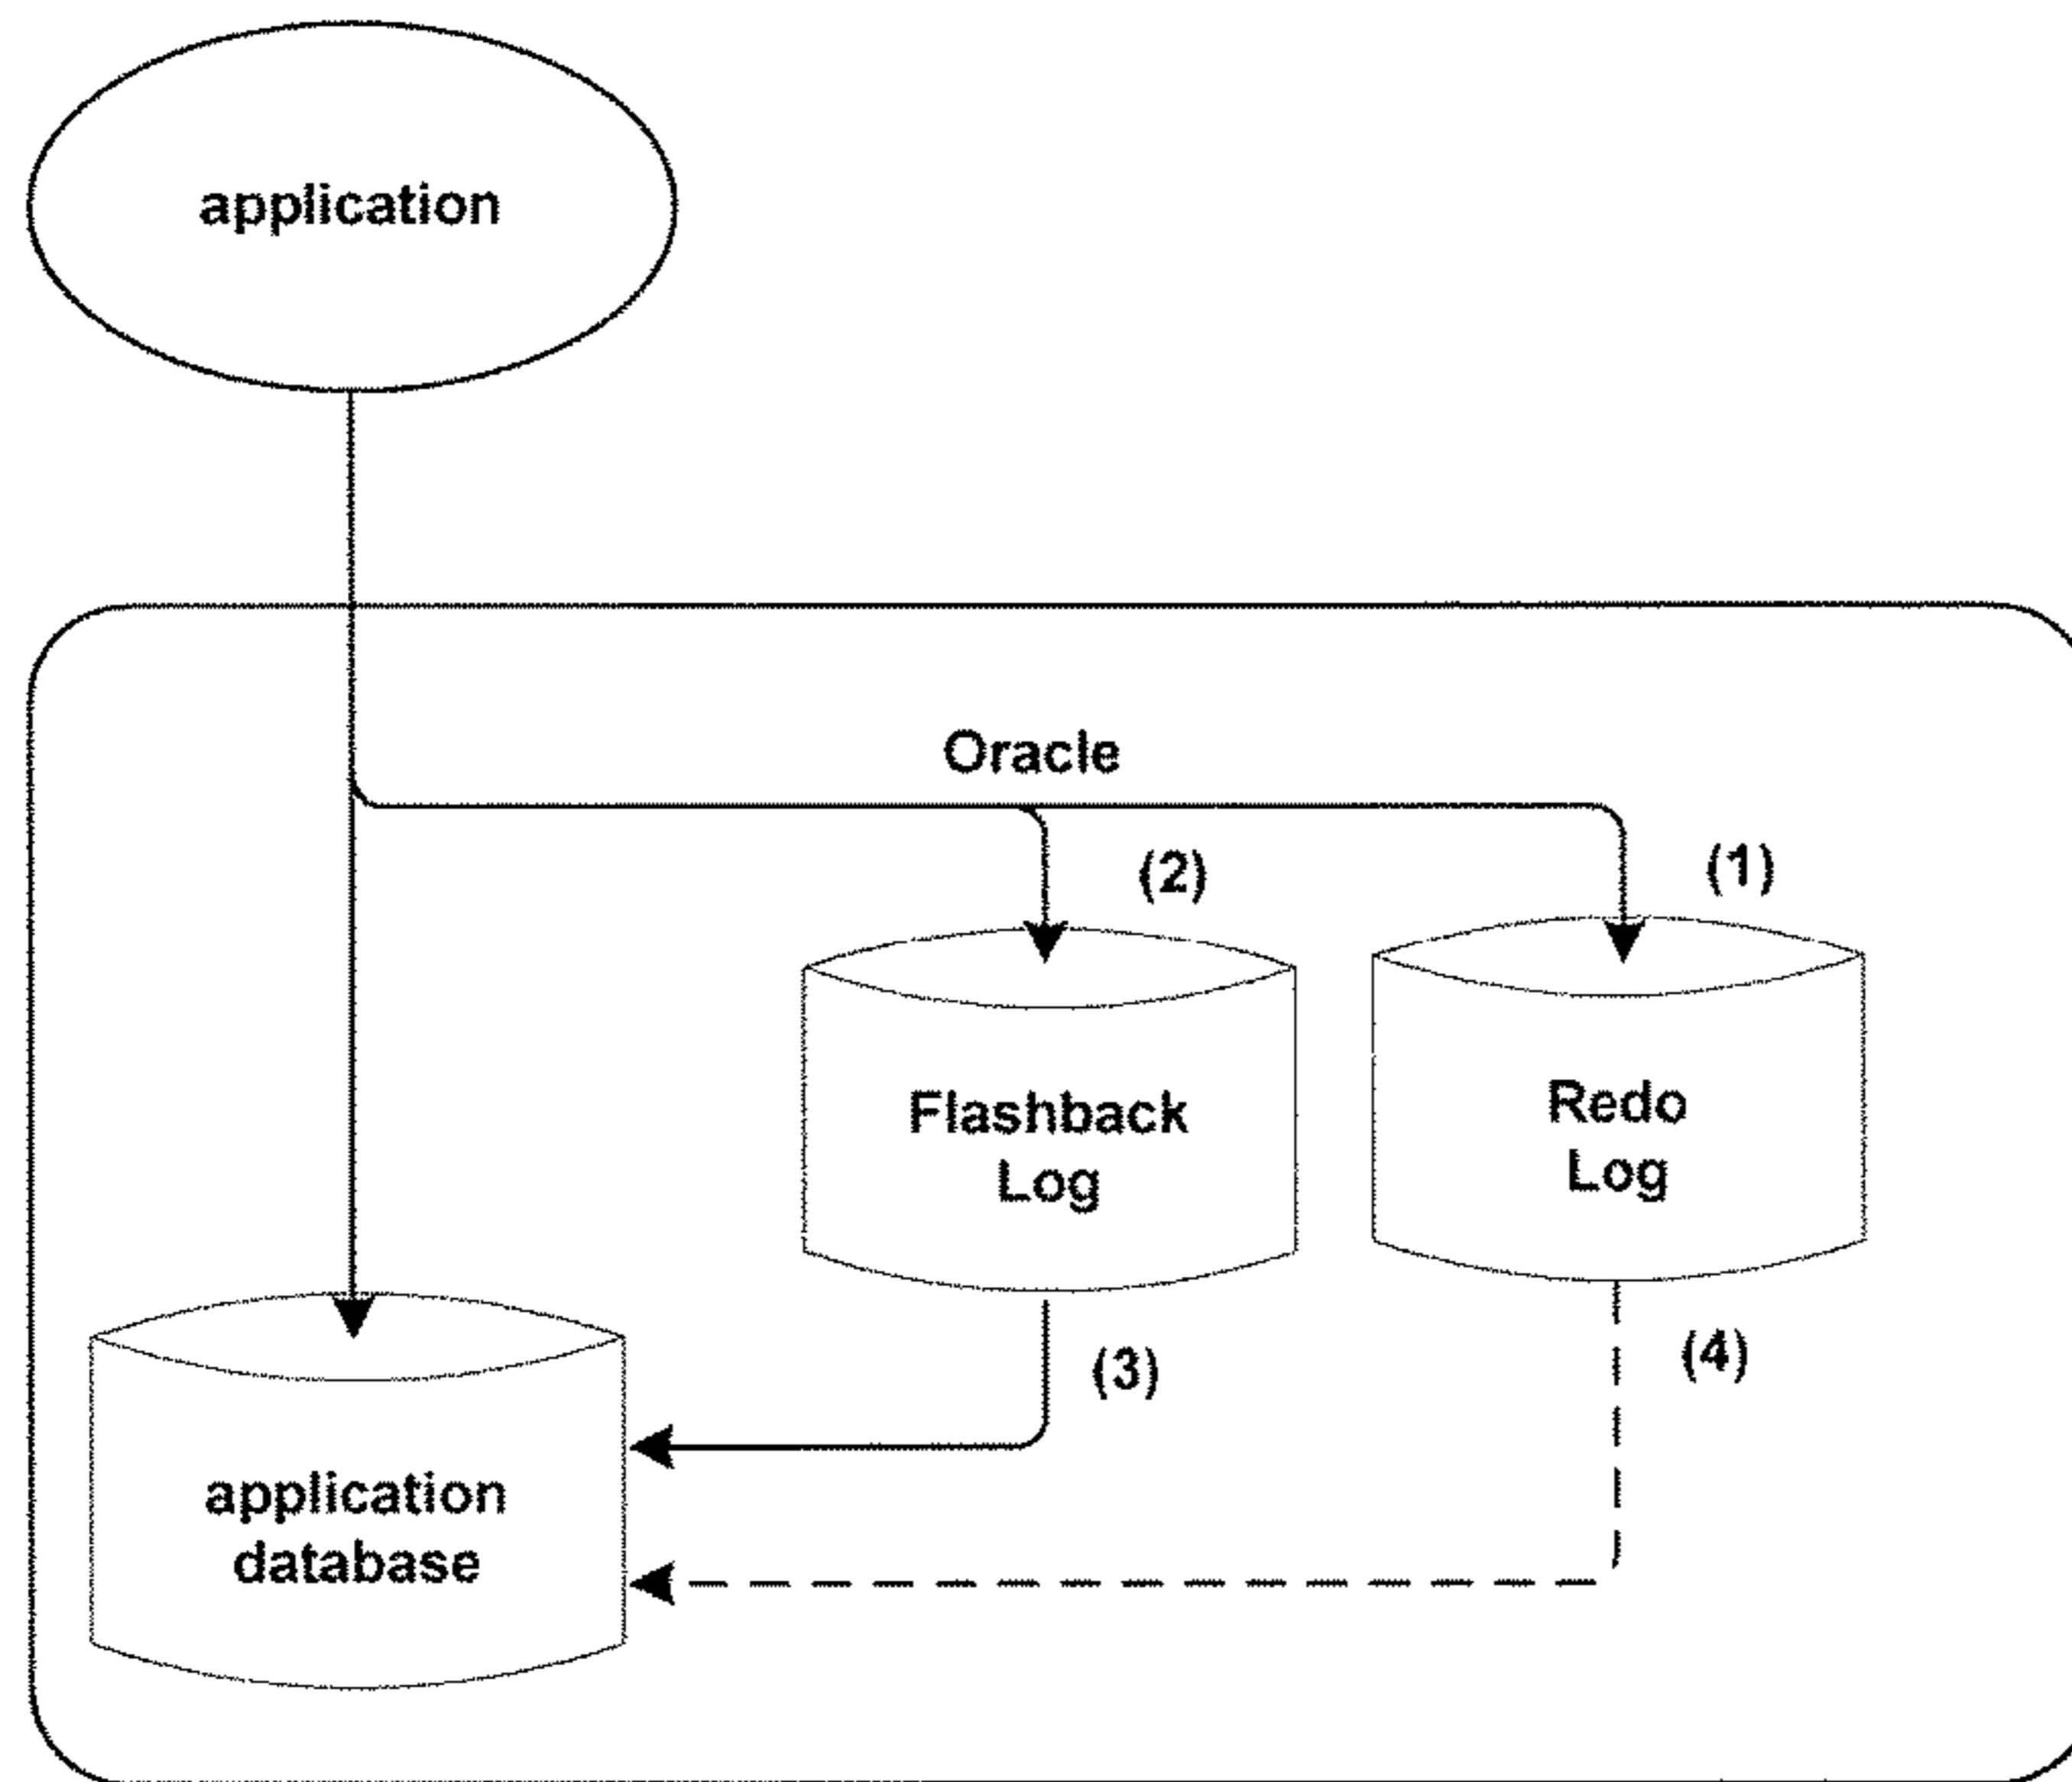 application
Oracle
(2)
(1)
Flashback
Log
Redo
Log
(3)
(4)
application
database